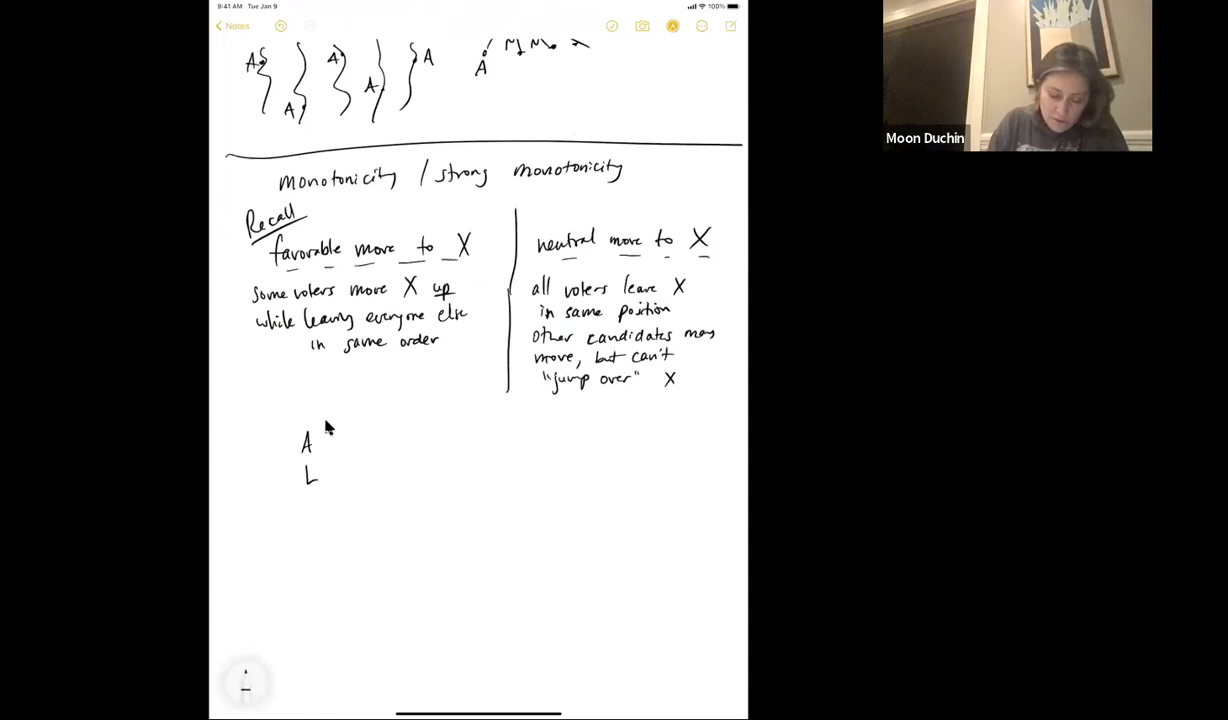 9:41 AM Tue Jan 9
100%
Notes
A A A A A A
monotonicity / strong monotonicity
Recall
favorable move to X
some voters move X up
while leaving everyone else
in same order
neutral move to X
all voters leave X
in same position
other candidates may
move, but can't
"jump over" X
A
L
Moon Duchin